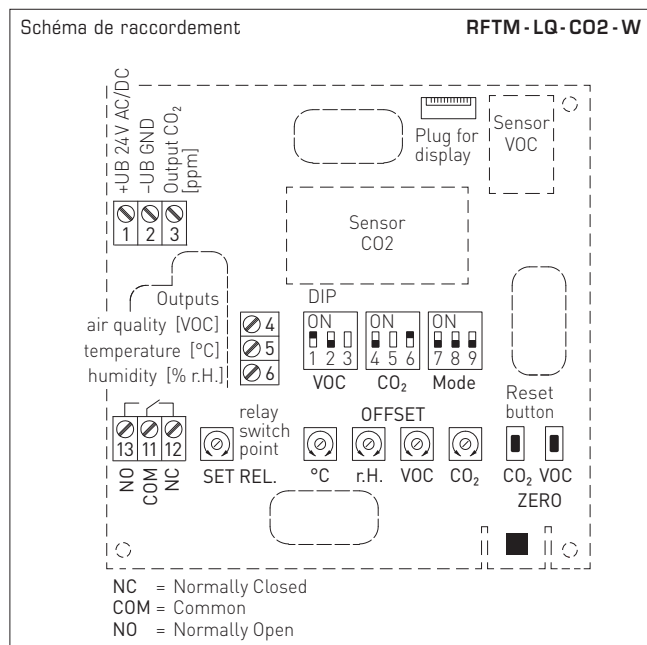 Schéma de raccordement
RFTM-LQ-CO2-W
+UB 24V AC/DC
–UB GND
Output CO₂
[ppm]
1 2 3
Plug for
display
Sensor
VOC
Sensor
CO2
Outputs
air quality [VOC]
temperature [°C]
humidity [% r.H.]
4
5
6
DIP
ON
1 2 3
VOC
ON
4 5 6
CO₂
ON
7 8 9
Mode
13 11 12
NO
COM
NC
relay
switch
point
SET REL.
OFFSET
°C
r.H.
VOC
CO₂
Reset
button
CO₂ VOC
ZERO
NC = Normally Closed
COM = Common
NO = Normally Open